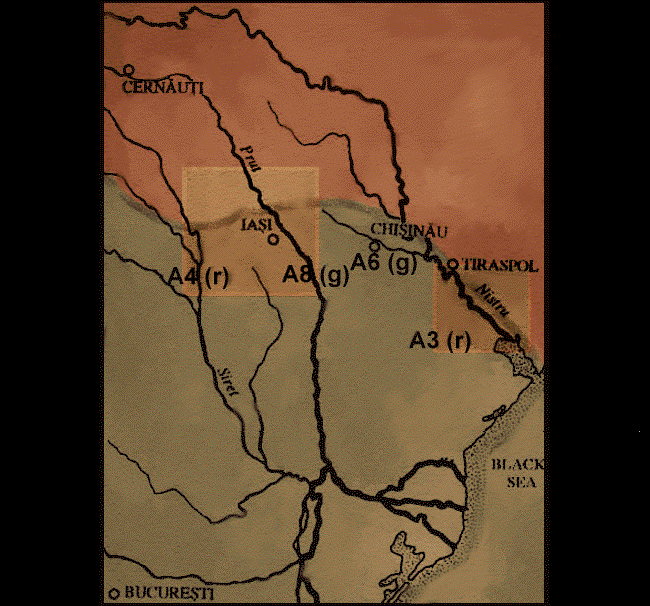 CERNĂUȚI
Prut
IAȘI
CHIȘINĂU
A4 (r)
A8 (g)
A6 (g)
TIRASPOL
Nistru
A3 (r)
Siret
BLACK
SEA
BUCUREȘTI